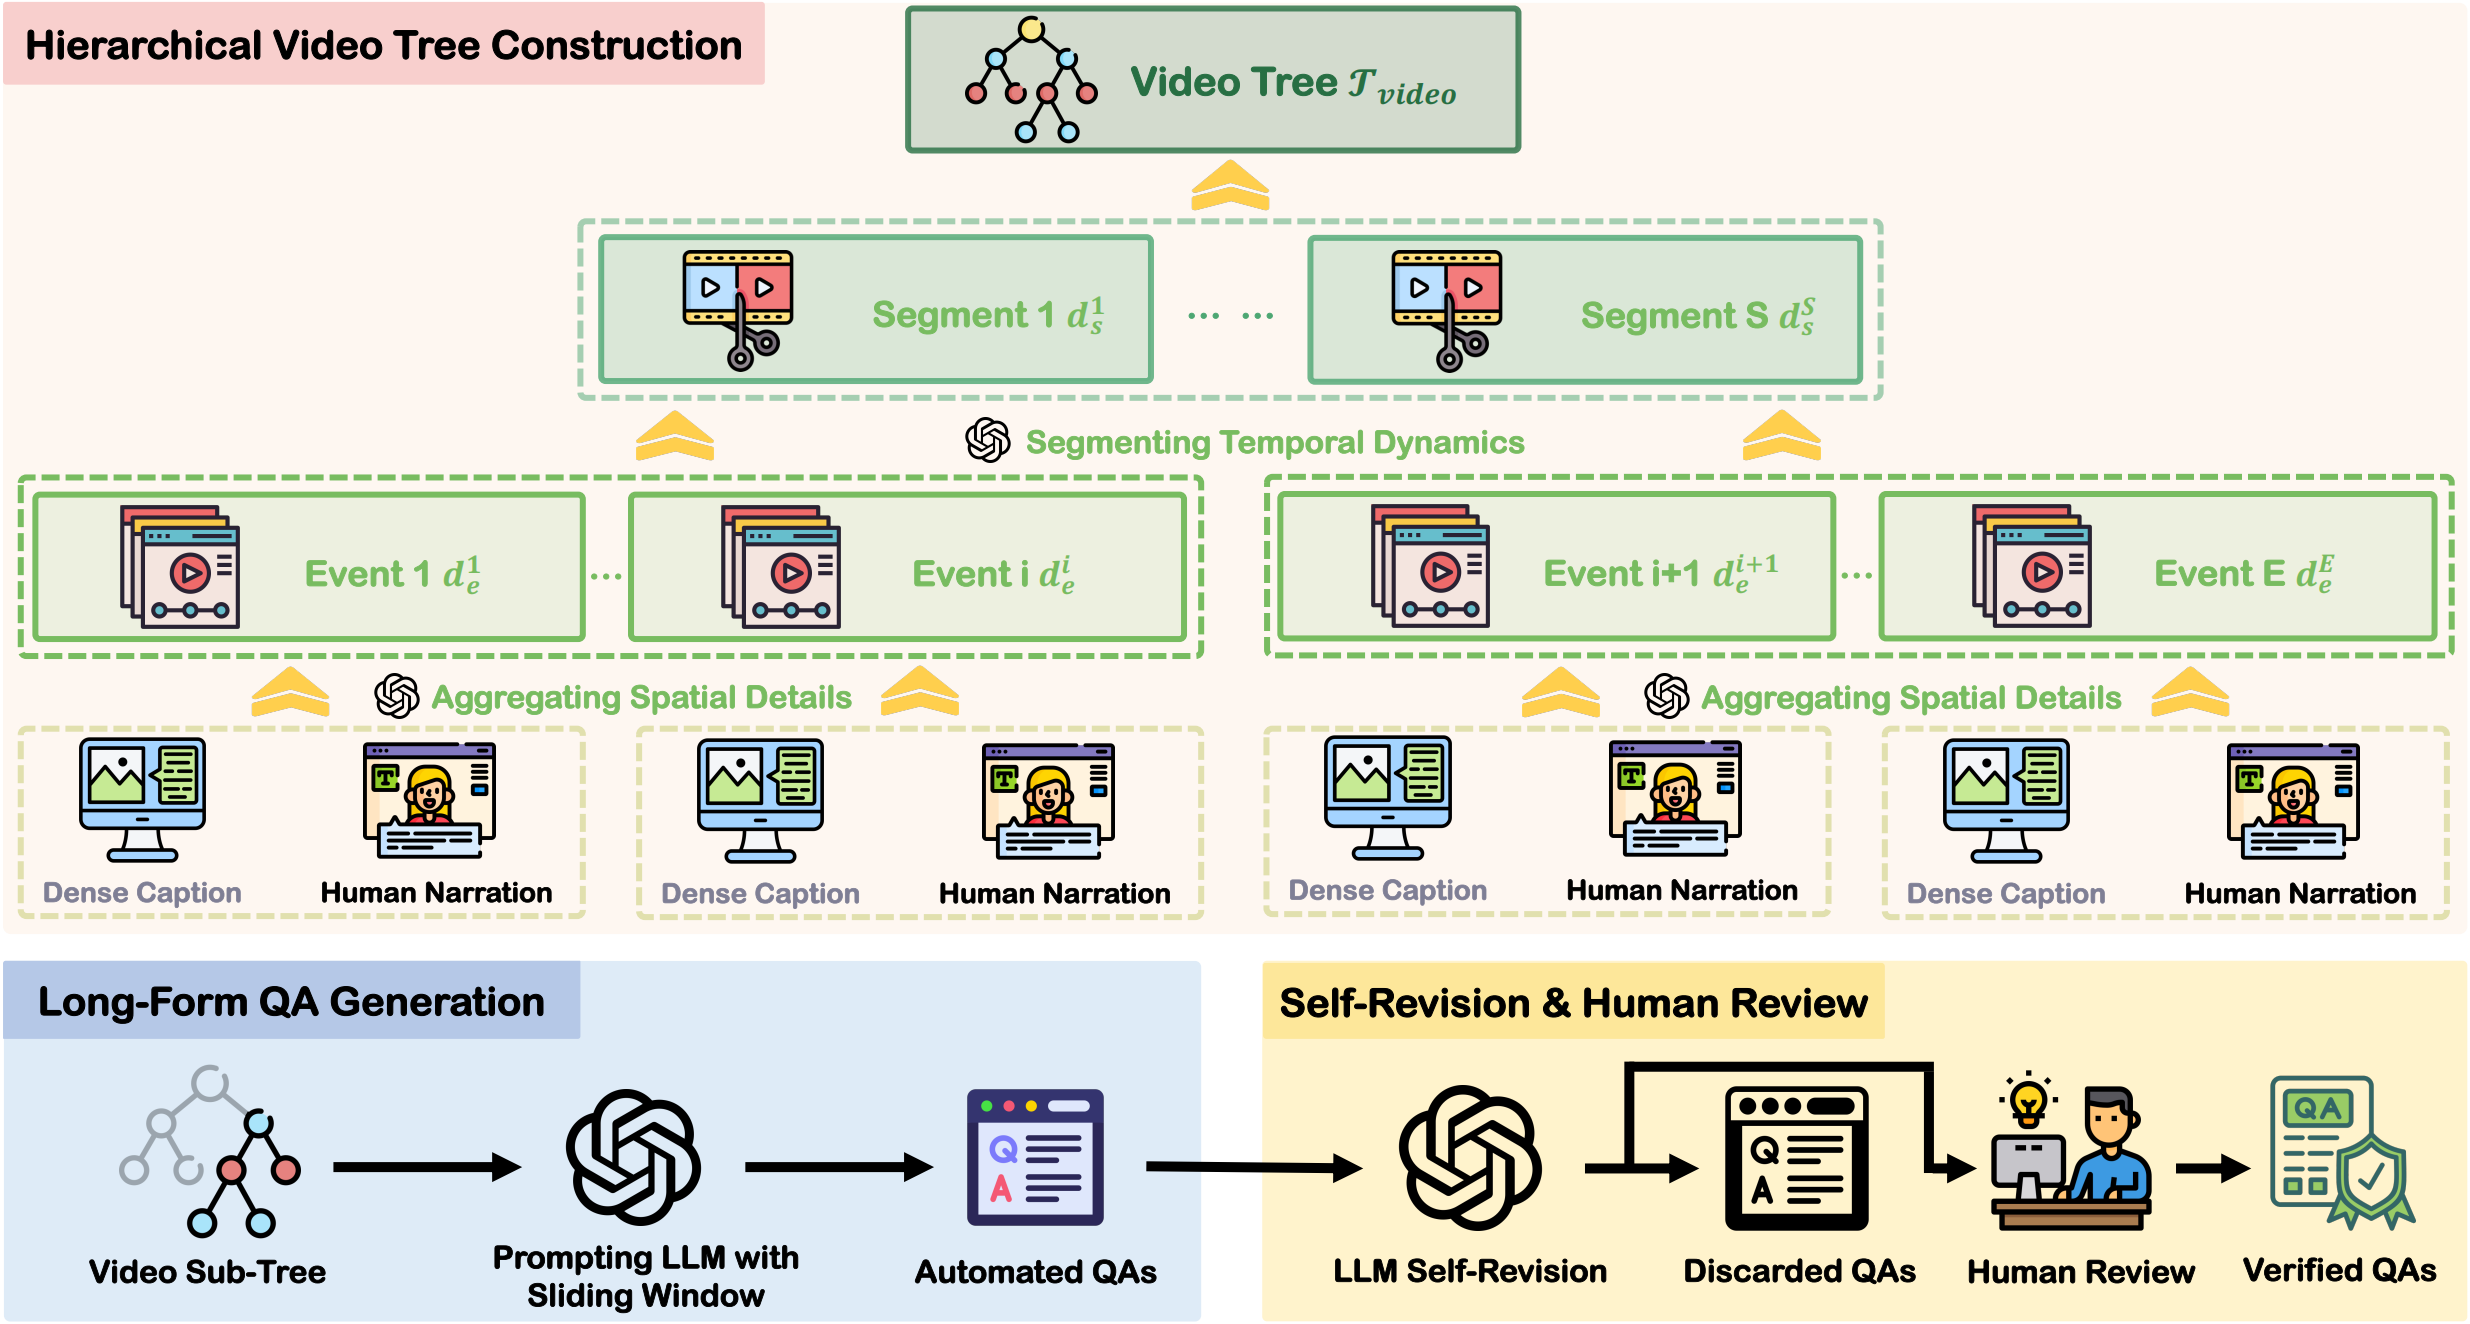 Hierarchical Video Tree Construction
Video Tree 𝒯_video
Segment 1 d_s^1
... ...
Segment S d_s^S
Segmenting Temporal Dynamics
Event 1 d_e^1
...
Event i d_e^i
Event i+1 d_e^{i+1}
...
Event E d_e^E
Aggregating Spatial Details
Aggregating Spatial Details
T
T
T
T
Dense Caption
Human Narration
Dense Caption
Human Narration
Dense Caption
Human Narration
Dense Caption
Human Narration
Long-Form QA Generation
Q
A
Video Sub-Tree
Prompting LLM with
Sliding Window
Automated QAs
Self-Revision & Human Review
Q
A
QA
LLM Self-Revision
Discarded QAs
Human Review
Verified QAs